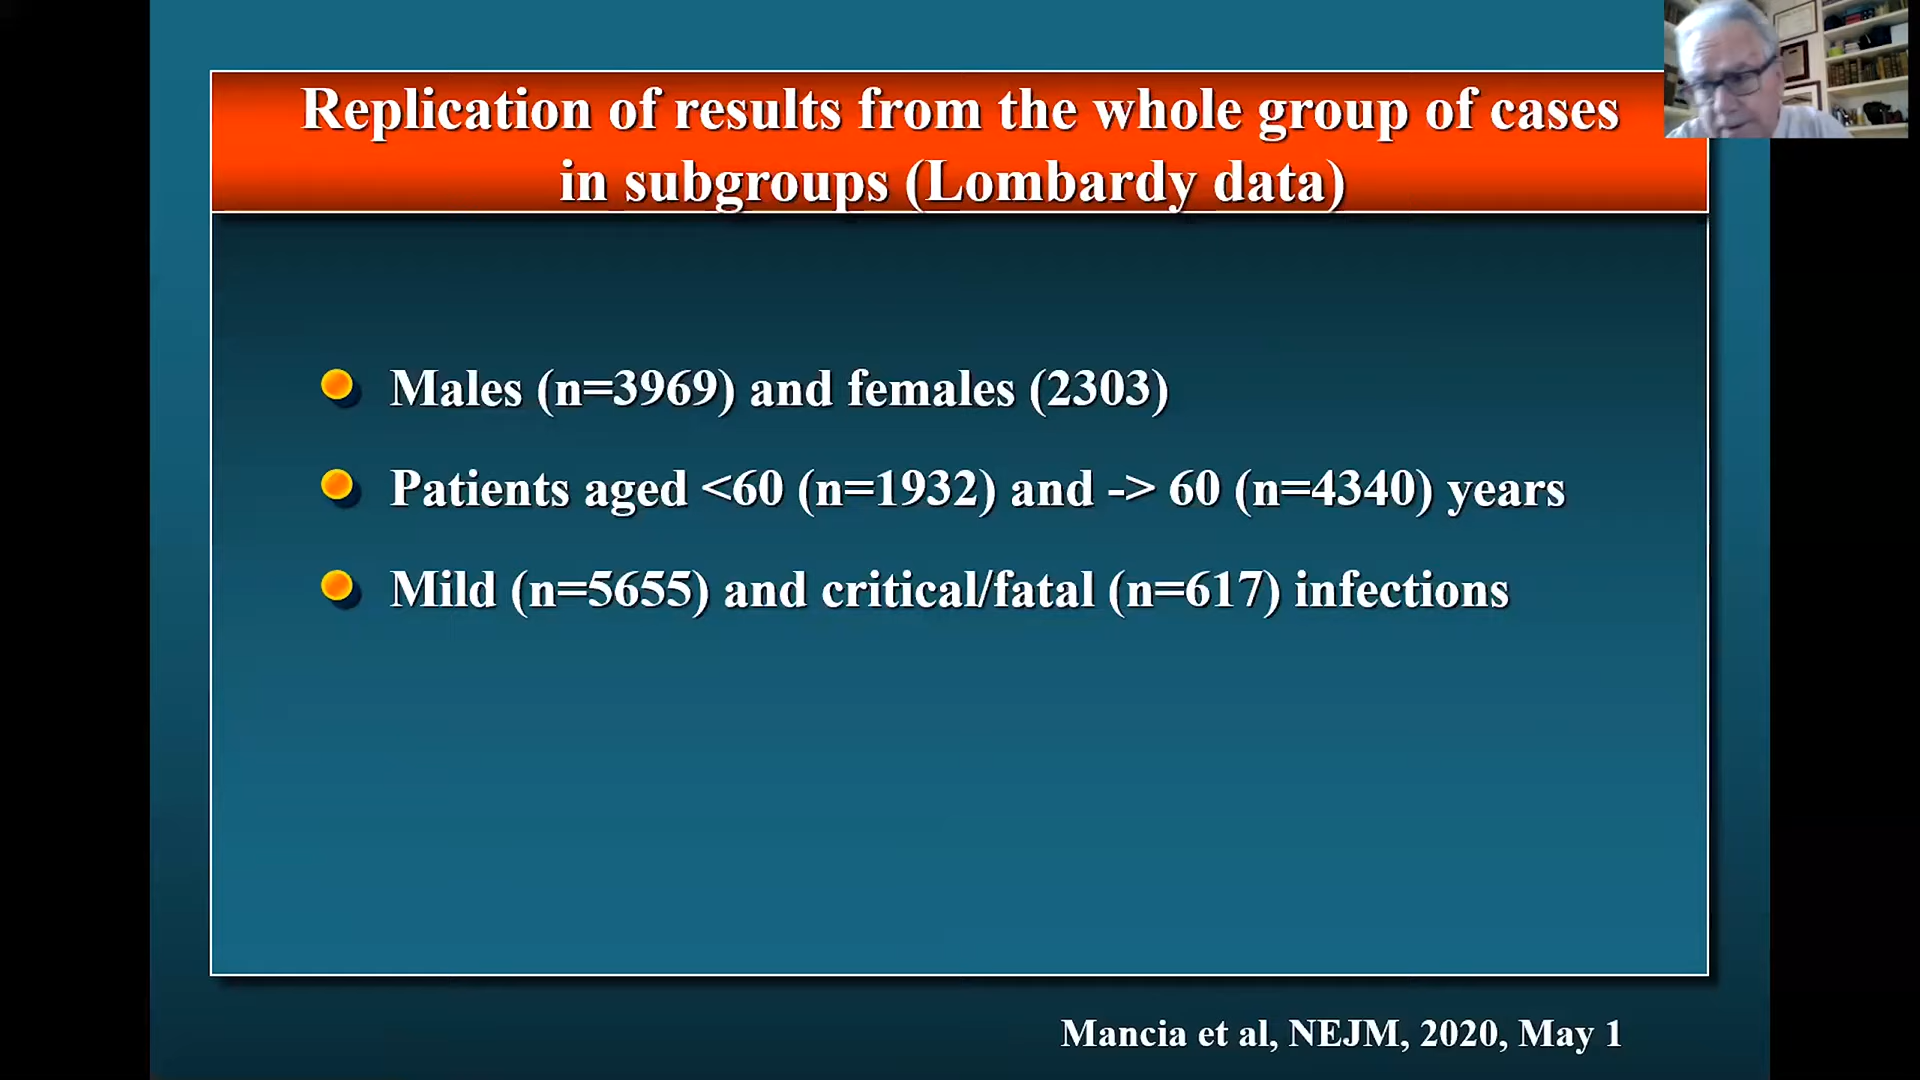 Replication of results from the whole group of cases
in subgroups (Lombardy data)
Males (n=3969) and females (2303)
Patients aged <60 (n=1932) and -> 60 (n=4340) years
Mild (n=5655) and critical/fatal (n=617) infections
Mancia et al, NEJM, 2020, May 1